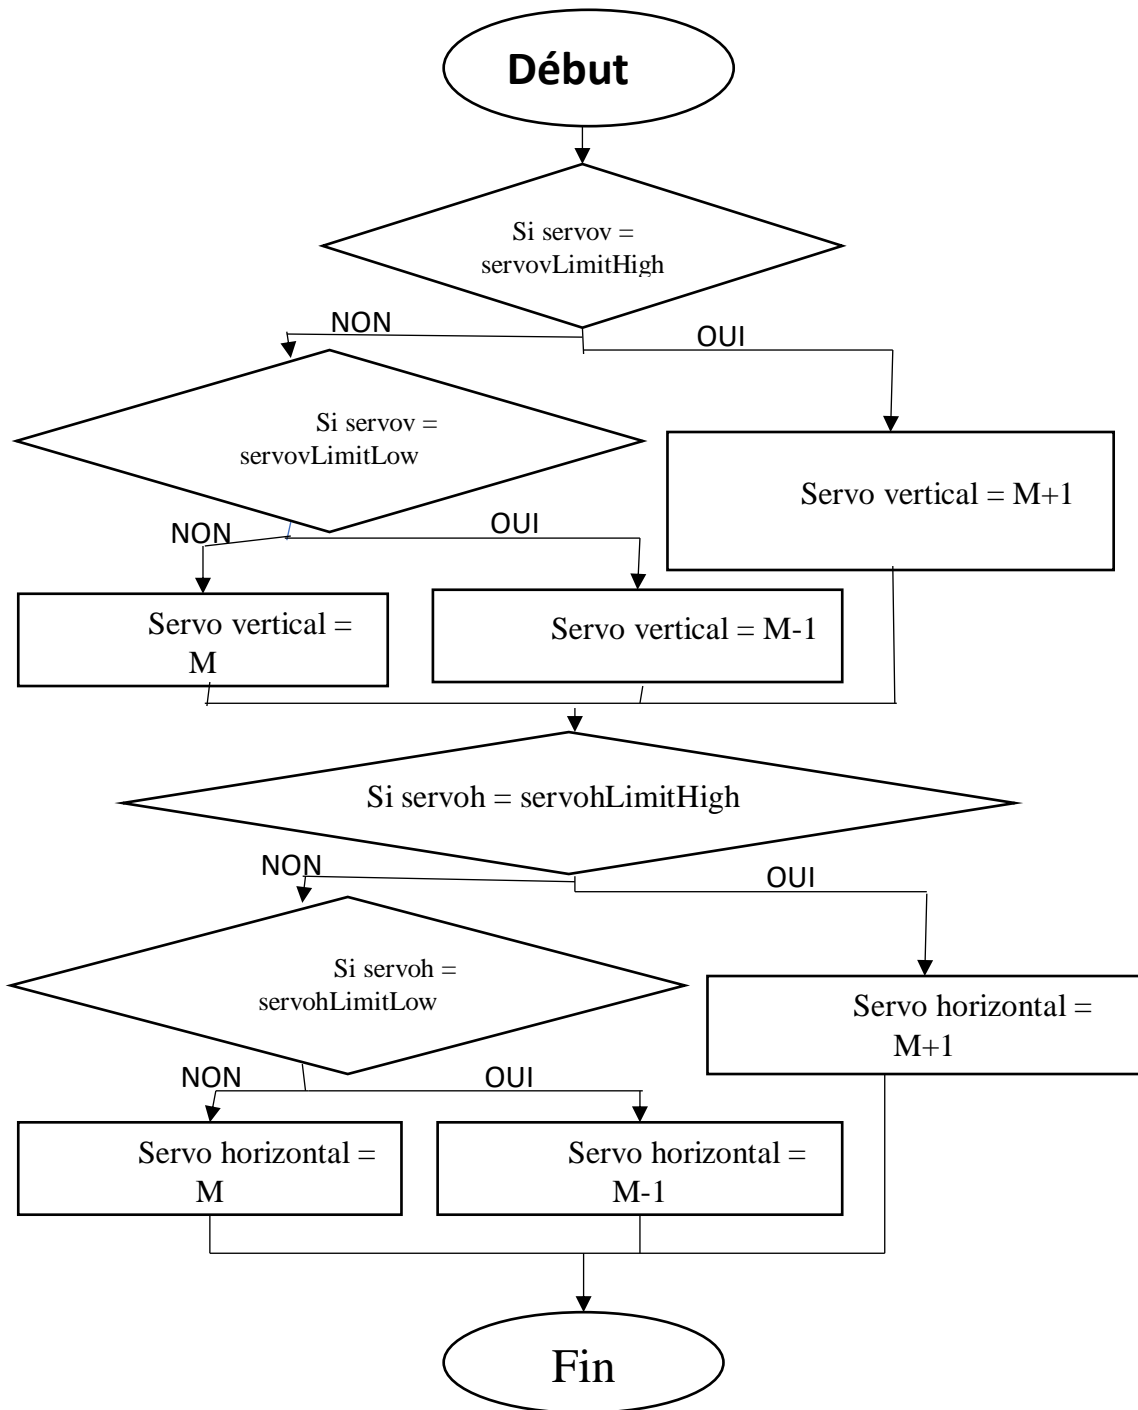 Début
Si servov =
servovLimitHigh
NON
OUI
Si servov =
servovLimitLow
Servo vertical = M+1
NON
OUI
Servo vertical =
M
Servo vertical = M-1
Si servoh = servohLimitHigh
NON
OUI
Si servoh =
servohLimitLow
Servo horizontal =
M+1
NON
OUI
Servo horizontal =
M
Servo horizontal =
M-1
Fin